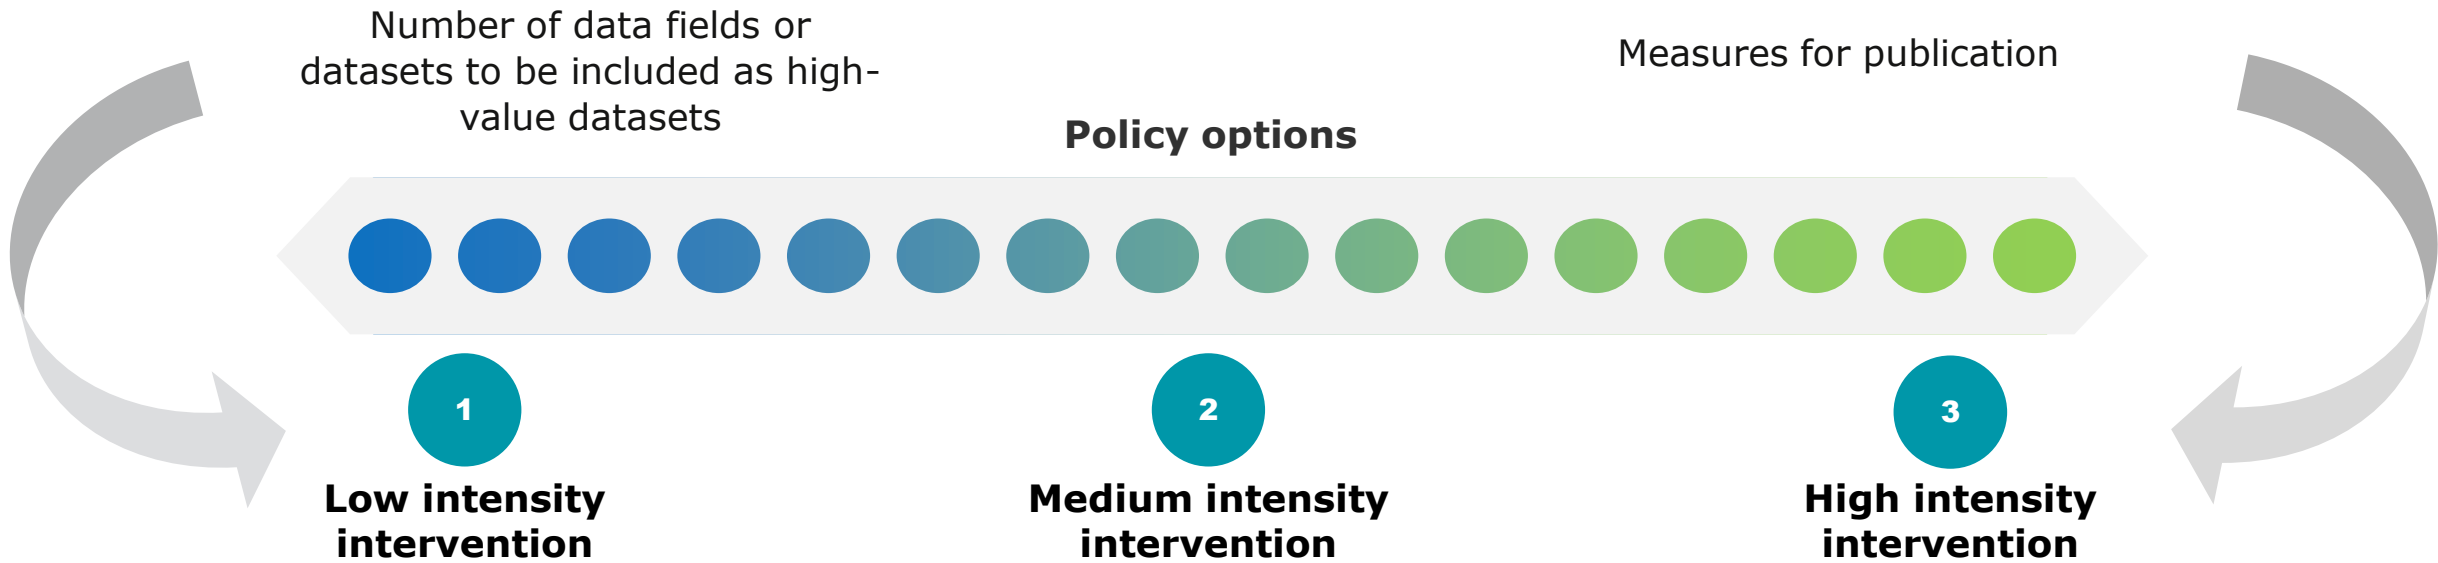 Number of data fields or
datasets to be included as high-
value datasets
Measures for publication
Policy options
1
2
3
Low intensity
intervention
Medium intensity
intervention
High intensity
intervention